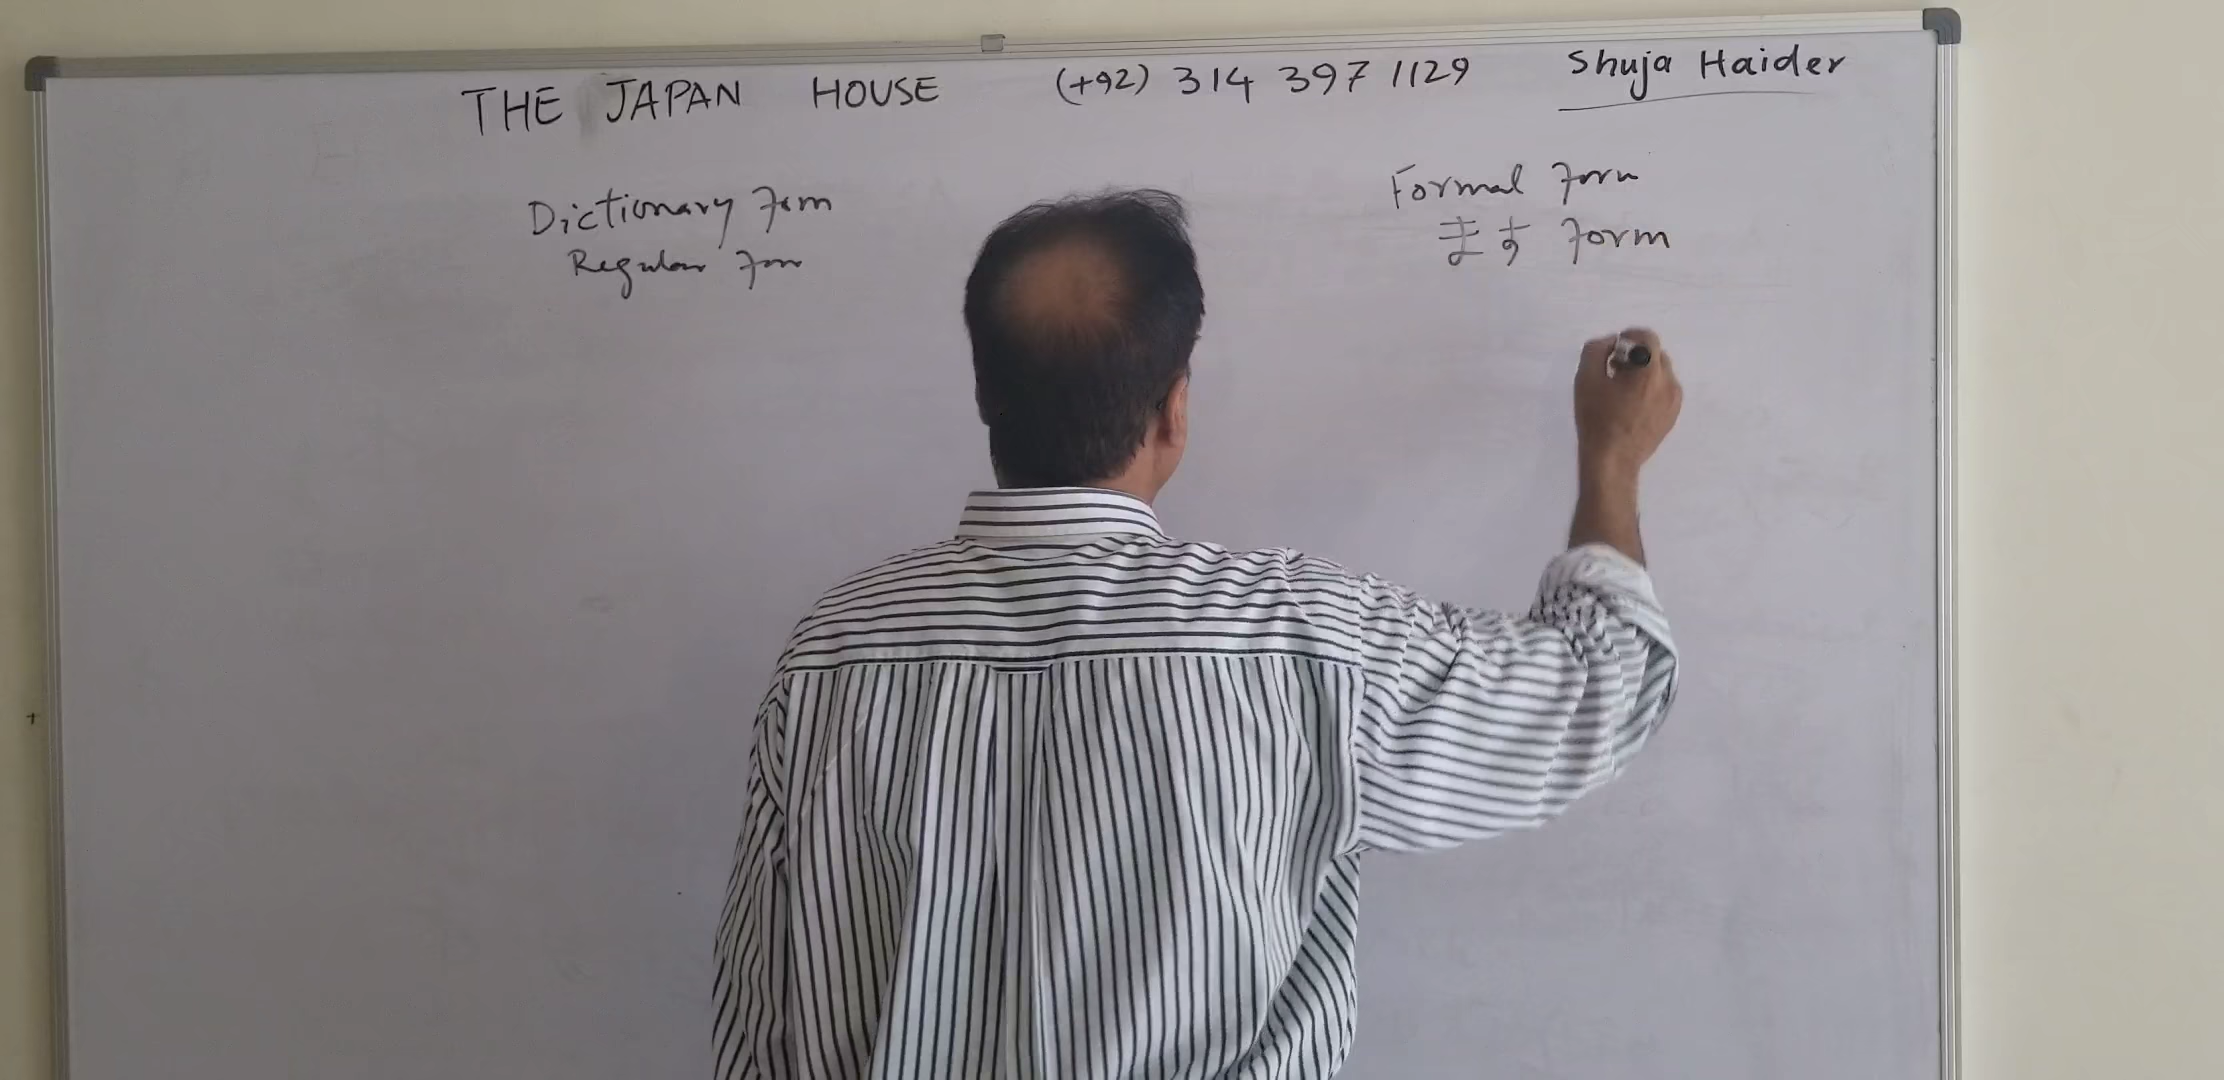 THE JAPAN HOUSE (+92) 314 397 1129 Shuja Haider
Dictionary Form
Regular Form
Formal Form
ます Form